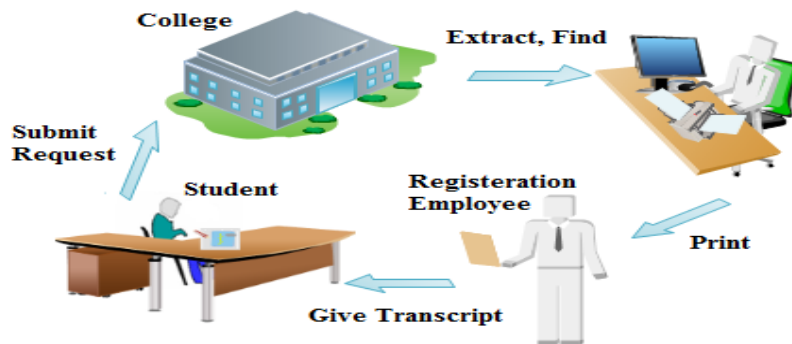 College
Extract, Find
Submit
Request
Student
Registeration
Employee
Print
Give Transcript